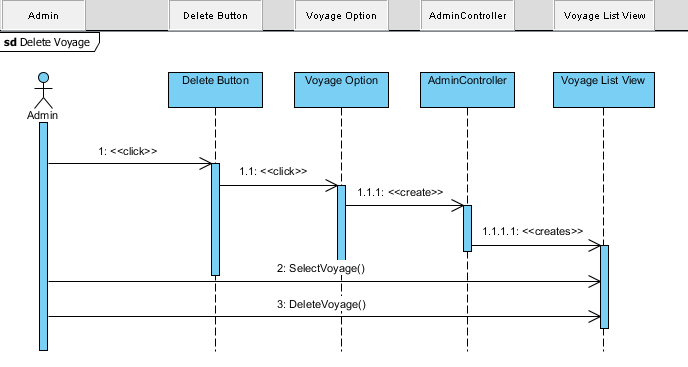 Admin
Delete Button
Voyage Option
AdminController
Voyage List View
sd Delete Voyage
Delete Button
Voyage Option
AdminController
Voyage List View
Admin
1: <<click>>
1.1: <<click>>
1.1.1: <<create>>
1.1.1.1: <<creates>>
2: SelectVoyage()
3: DeleteVoyage()